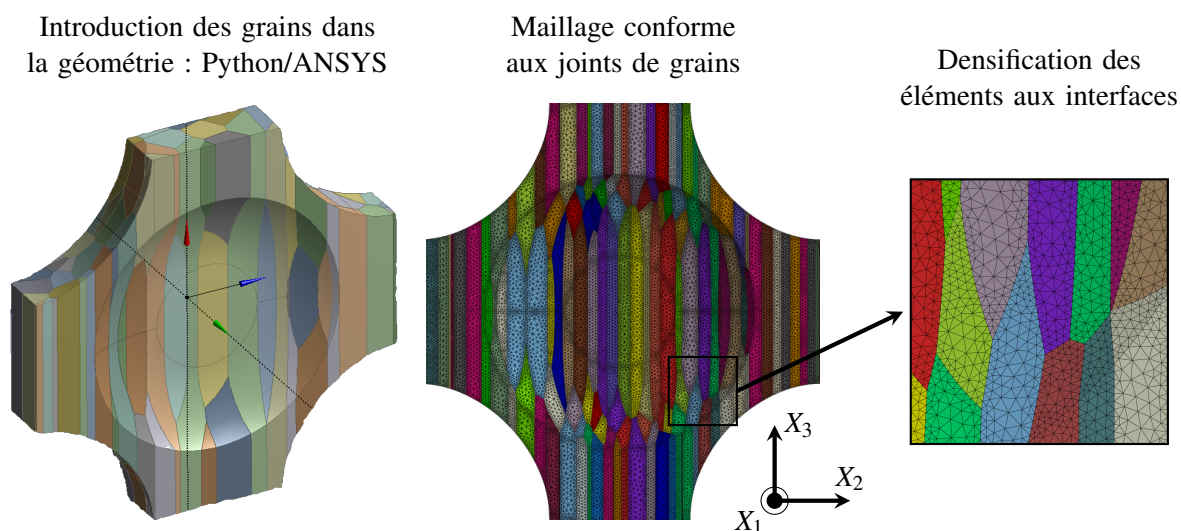 Introduction des grains dans
la géométrie : Python/ANSYS
Maillage conforme
aux joints de grains
Densification des
éléments aux interfaces
X3
X2
X1